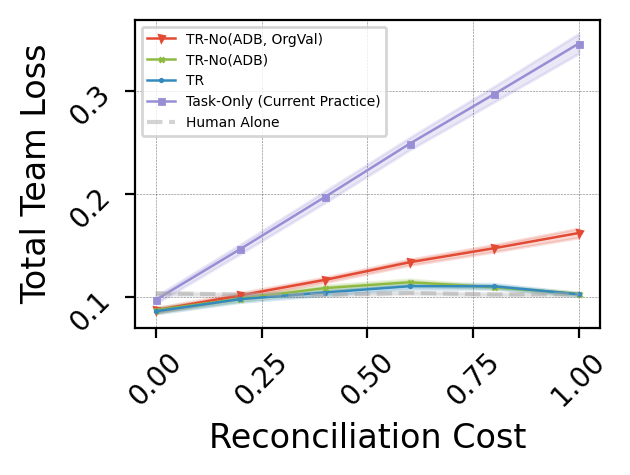 TR-No(ADB, OrgVal)
TR-No(ADB)
TR
Task-Only (Current Practice)
Human Alone
Total Team Loss
0.3
0.2
0.1
0.00 0.25 0.50 0.75 1.00
Reconciliation Cost